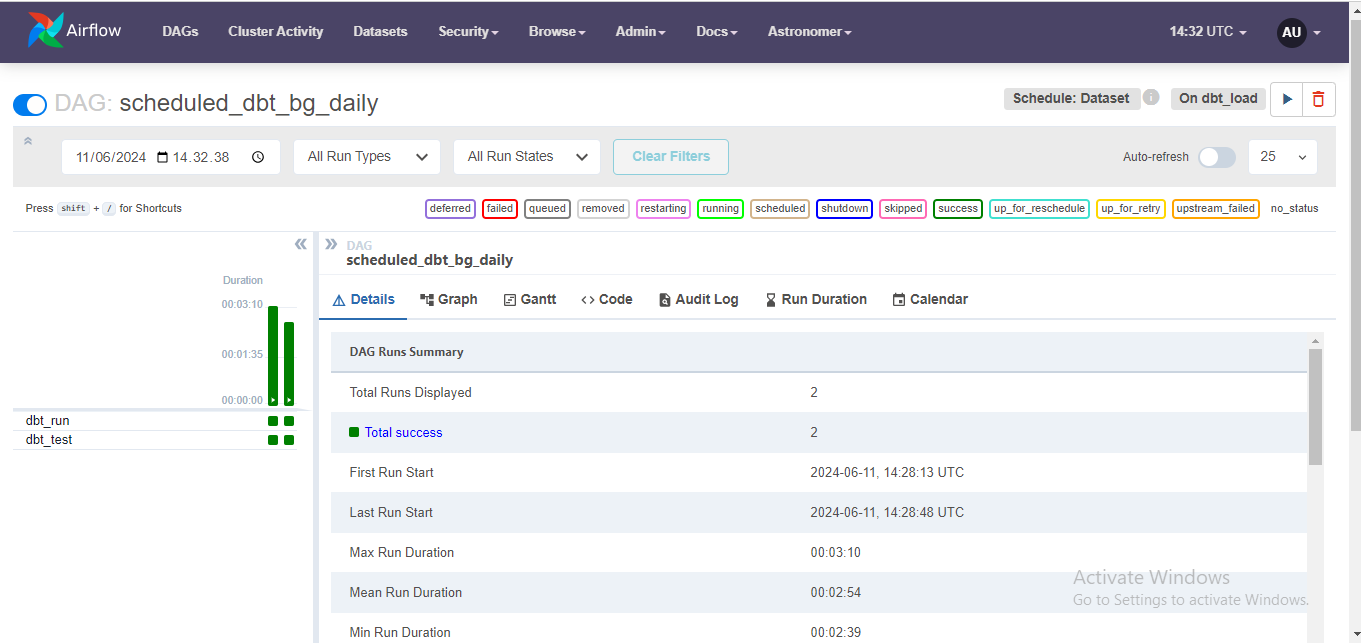 Airflow DAGs Cluster Activity Datasets Security Browse Admin Docs Astronomer 14:32 UTC AU
DAG: scheduled_dbt_bg_daily Schedule: Dataset i On dbt_load
11/06/2024 14.32.38 All Run Types All Run States Clear Filters Auto-refresh 25
Press shift + / for Shortcuts deferred failed queued removed restarting running scheduled shutdown skipped success up_for_reschedule up_for_retry upstream_failed no_status
DAG
scheduled_dbt_bg_daily
Duration
00:03:10
00:01:35
00:00:00
dbt_run
dbt_test
Details Graph Gantt Code Audit Log Run Duration Calendar
DAG Runs Summary
Total Runs Displayed 2
Total success 2
First Run Start 2024-06-11, 14:28:13 UTC
Last Run Start 2024-06-11, 14:28:48 UTC
Max Run Duration 00:03:10
Mean Run Duration 00:02:54
Min Run Duration 00:02:39
Activate Windows
Go to Settings to activate Windows.